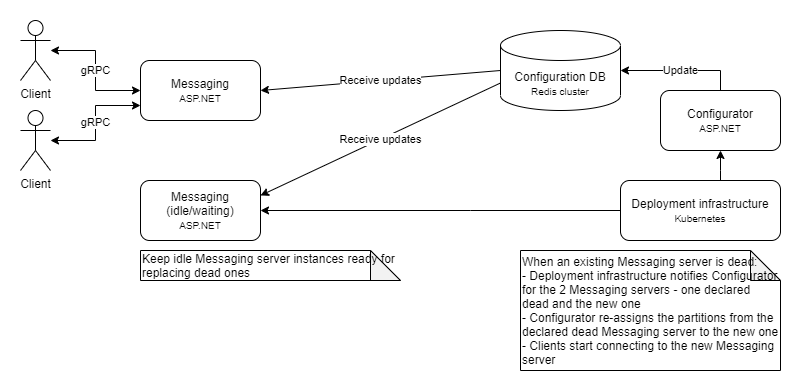 Client
gRPC
Client
gRPC
Messaging
ASP.NET
Receive updates
Configuration DB
Redis cluster
Update
Configurator
ASP.NET
Receive updates
Messaging
(idle/waiting)
ASP.NET
Deployment infrastructure
Kubernetes
Keep idle Messaging server instances ready for
replacing dead ones
When an existing Messaging server is dead:
- Deployment infrastructure notifies Configurator
for the 2 Messaging servers - one declared
dead and the new one
- Configurator re-assigns the partitions from the
declared dead Messaging server to the new one
- Clients start connecting to the new Messaging
server